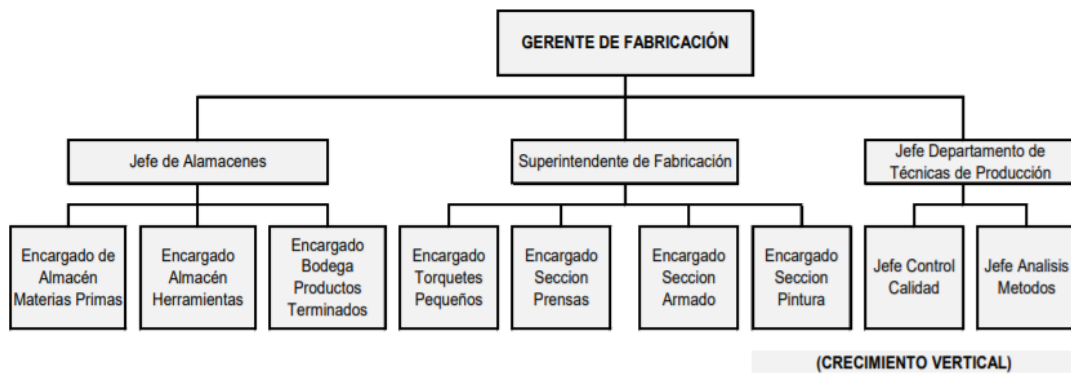 GERENTE DE FABRICACIÓN
Jefe de Alamacenes
Superintendente de Fabricación
Jefe Departamento de
Técnicas de Producción
Encargado de
Almacén
Materias Primas
Encargado
Almacén
Herramientas
Encargado
Bodega
Productos
Terminados
Encargado
Torquetes
Pequeños
Encargado
Seccion
Prensas
Encargado
Seccion
Armado
Encargado
Seccion
Pintura
Jefe Control
Calidad
Jefe Analisis
Metodos
(CRECIMIENTO VERTICAL)